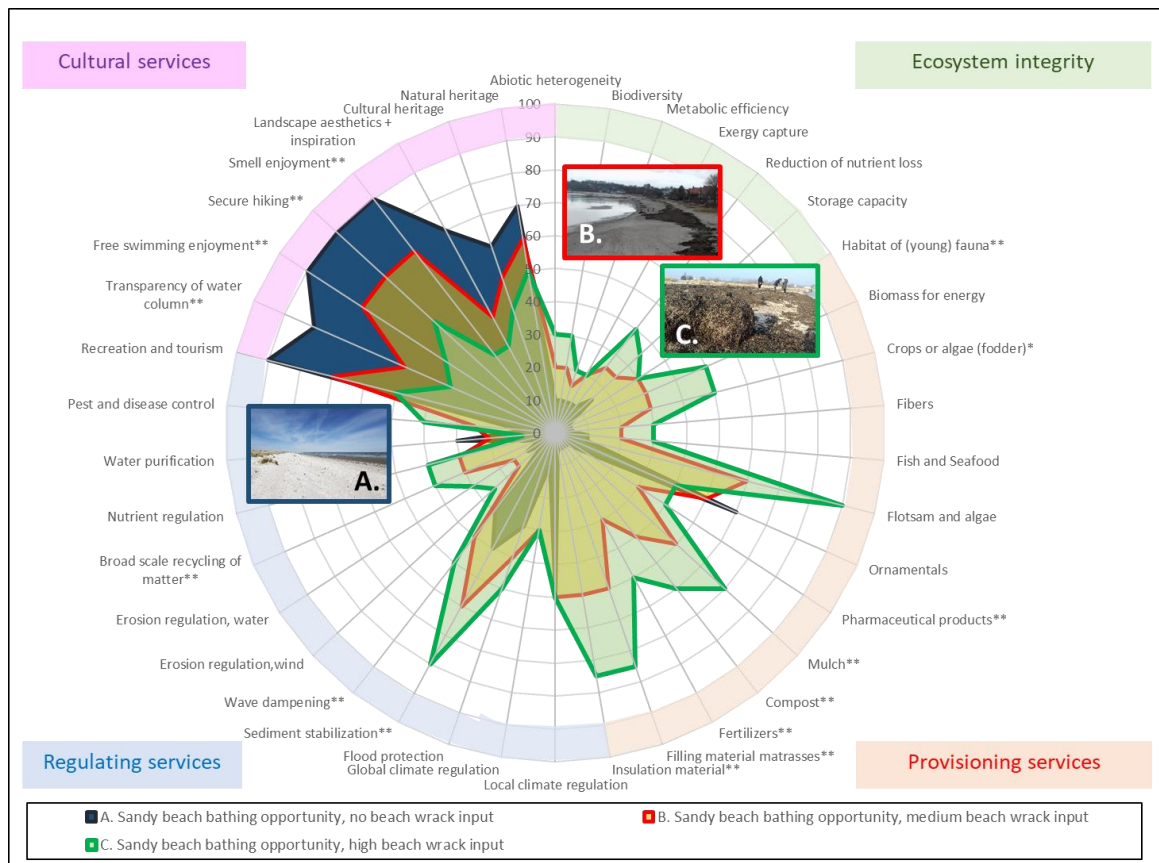 Cultural services
Ecosystem integrity
Abiotic heterogeneity
Biodiversity
Metabolic efficiency
Exergy capture
Reduction of nutrient loss
Storage capacity
Habitat of (young) fauna**
Biomass for energy
Crops or algae (fodder)*
Fibers
Fish and Seafood
Flotsam and algae
Ornamentals
Pharmaceutical products**
Mulch**
Compost**
Fertilizers**
Filling material matrasses**
Insulation material**
Local climate regulation
Global climate regulation
Flood protection
Sediment stabilization**
Wave dampening**
Erosion regulation,wind
Erosion regulation, water
Broad scale recycling of
matter**
Nutrient regulation
Water purification
Pest and disease control
Recreation and tourism
Transparency of water
column**
Free swimming enjoyment**
Secure hiking**
Smell enjoyment**
Landscape aesthetics +
inspiration
Cultural heritage
Natural heritage
100
90
80
70
60
50
40
30
20
10
0
B.
C.
A.
Regulating services
Provisioning services
A. Sandy beach bathing opportunity, no beach wrack input
B. Sandy beach bathing opportunity, medium beach wrack input
C. Sandy beach bathing opportunity, high beach wrack input